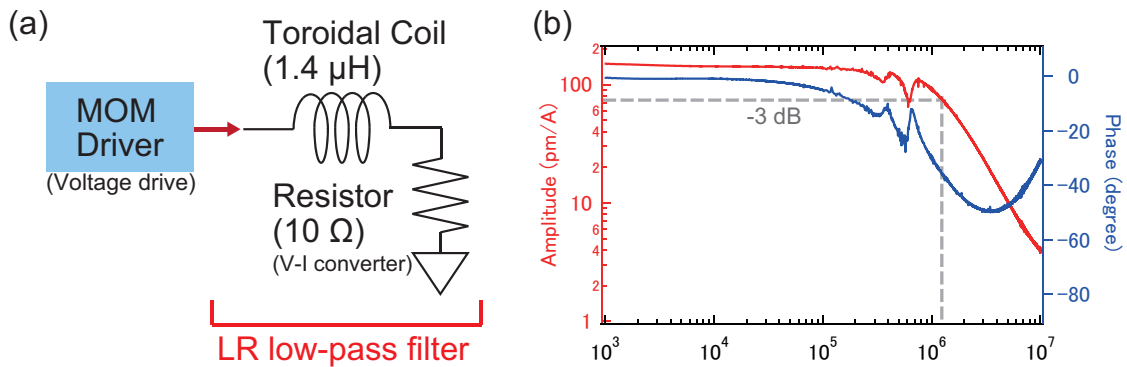 (a)
Toroidal Coil
(1.4 µH)
MOM
Driver
(Voltage drive)
Resistor
(10 Ω)
(V-I converter)
LR low-pass filter
(b)
2
100
6
4
2
10
6
4
2
1
Amplitude (pm/A)
-3 dB
0
−20
−40
−60
−80
Phase (degree)
10³ 10⁴ 10⁵ 10⁶ 10⁷